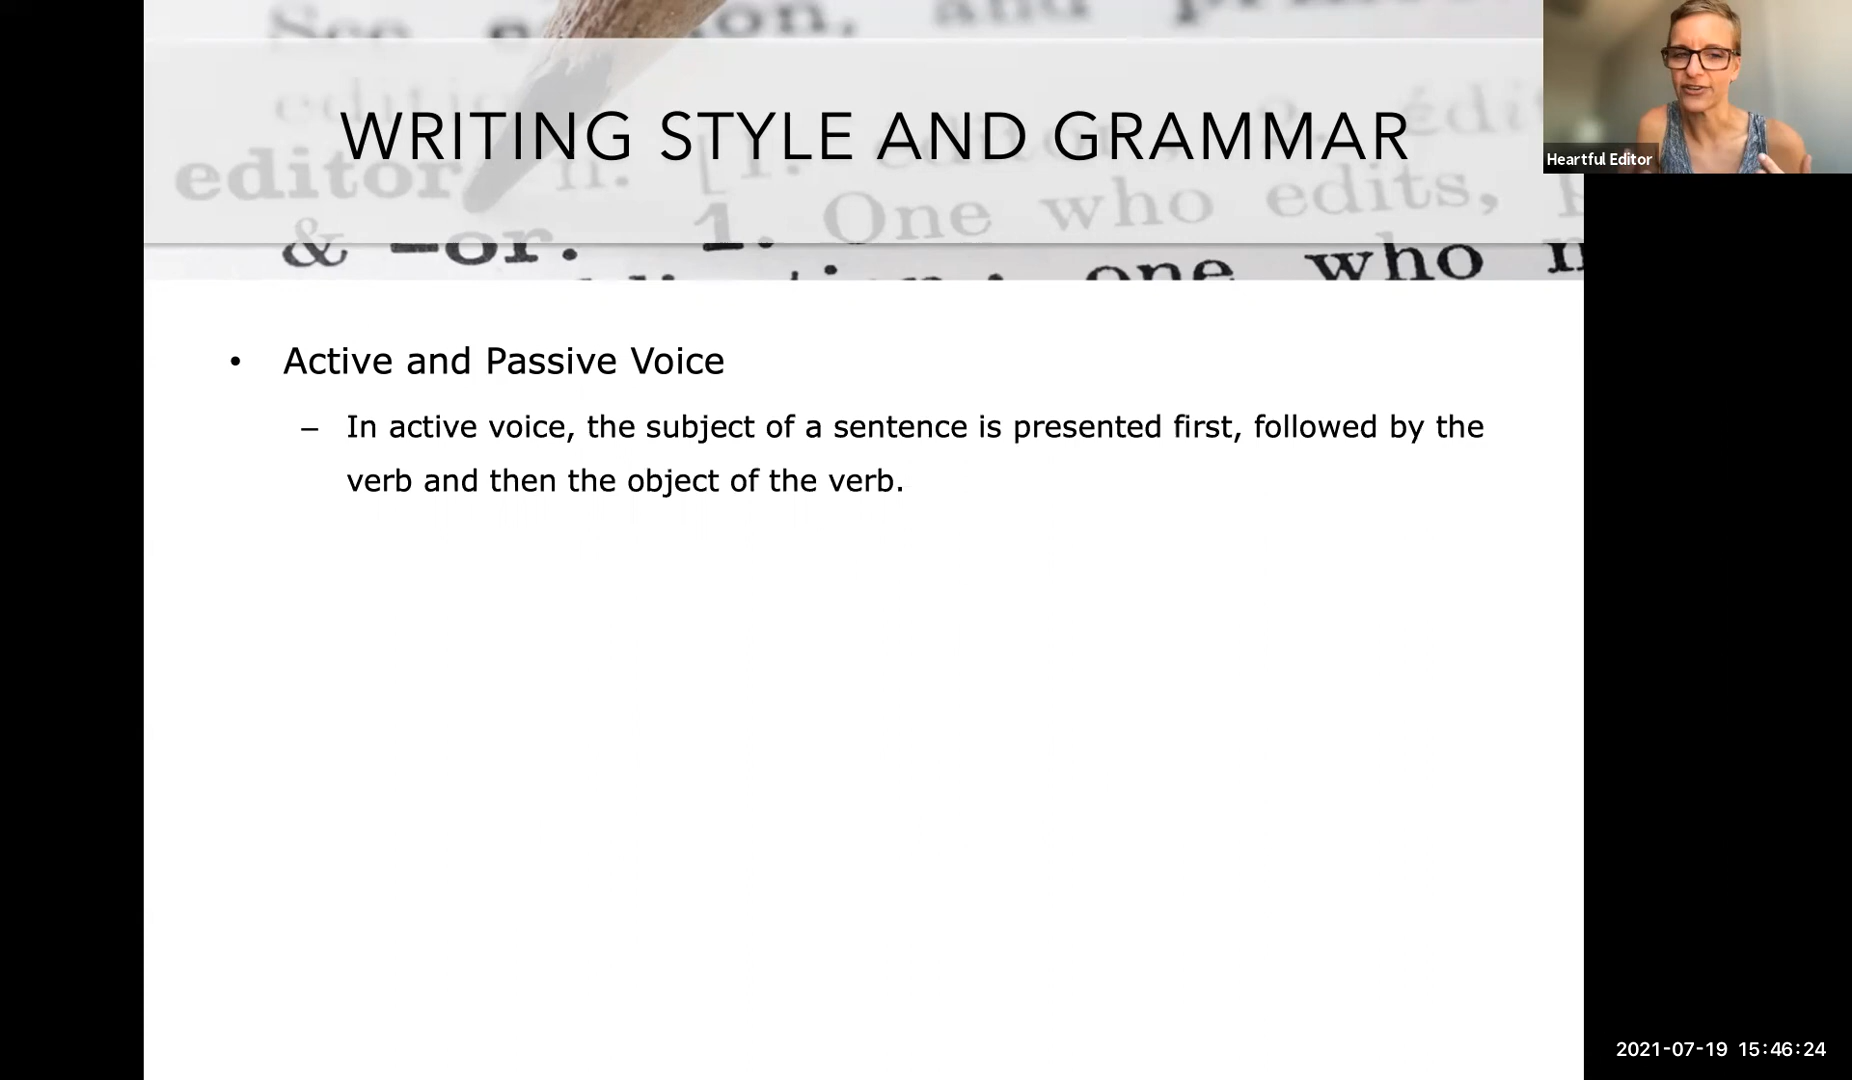 See on, and
editor n. [1. édi
& -or. 1. One who edits,
one who
WRITING STYLE AND GRAMMAR
Heartful Editor
• Active and Passive Voice
– In active voice, the subject of a sentence is presented first, followed by the
verb and then the object of the verb.
2021-07-19 15:46:24